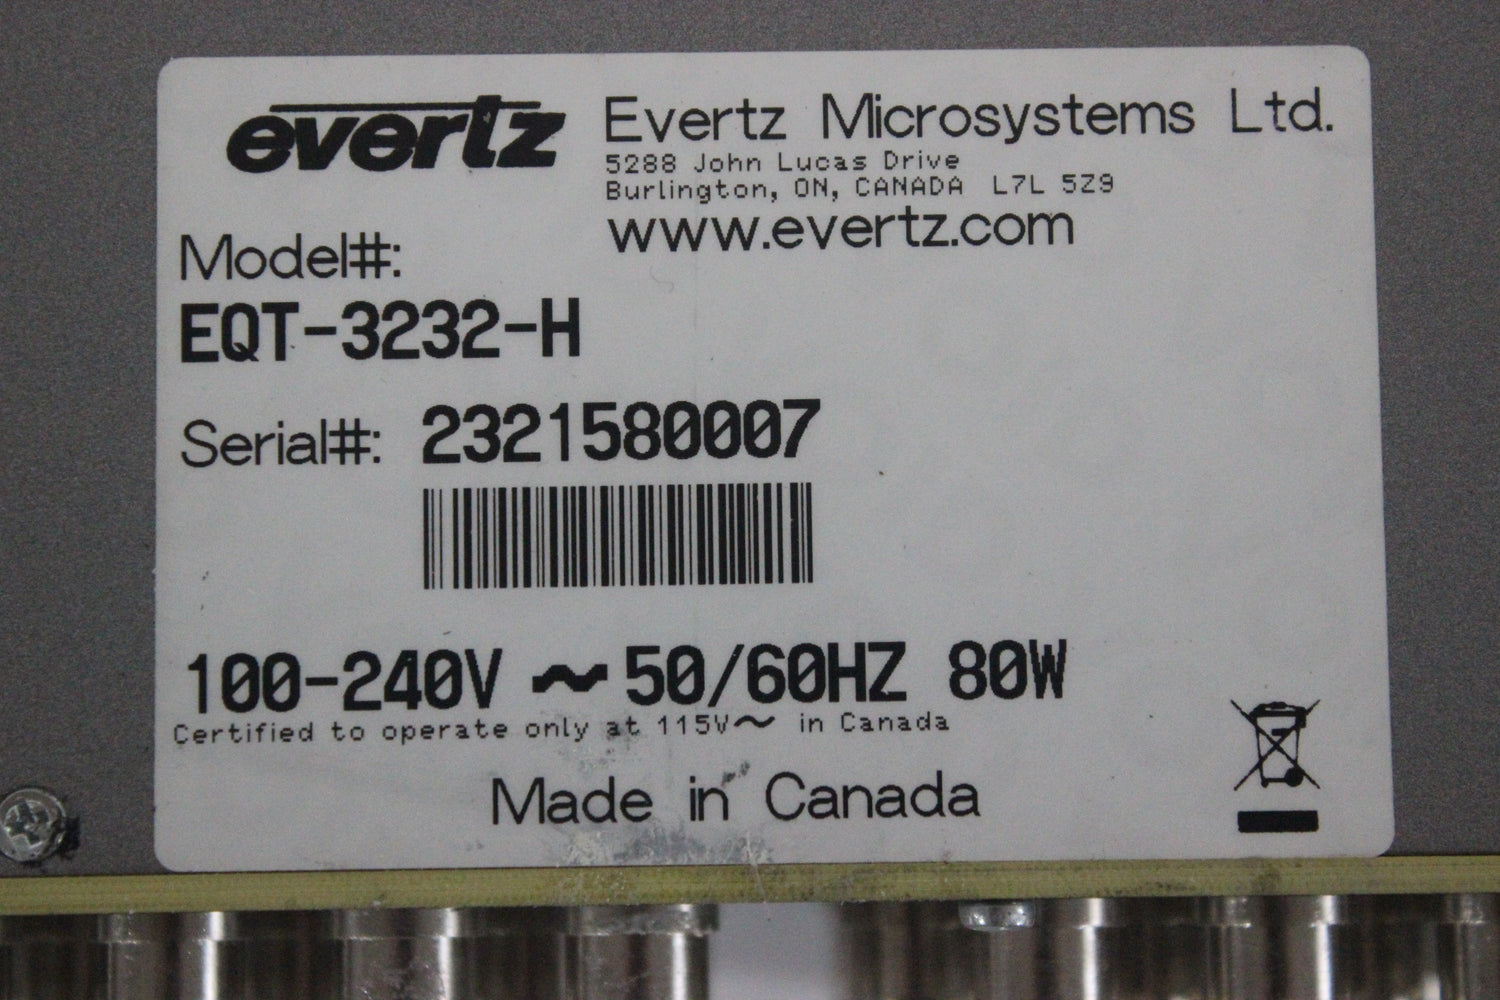 evertz
Evertz Microsystems Ltd.
5288 John Lucas Drive
Burlington, ON, CANADA L7L 5Z9
www.evertz.com
Model#:
EQT-3232-H
Serial#: 2321580007
100-240V ~ 50/60HZ 80W
Certified to operate only at 115V~ in Canada
Made in Canada